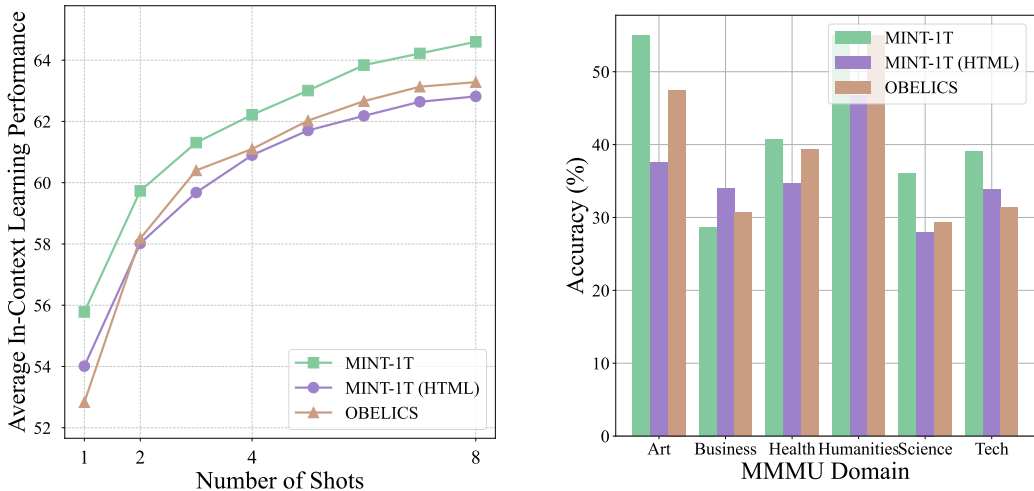 Average In-Context Learning Performance
64
62
60
58
56
54
52
1
2
4
8
Number of Shots
MINT-1T
MINT-1T (HTML)
OBELICS
Accuracy (%)
50
40
30
20
10
0
Art
Business
Health
Humanities
Science
Tech
MMMU Domain
MINT-1T
MINT-1T (HTML)
OBELICS